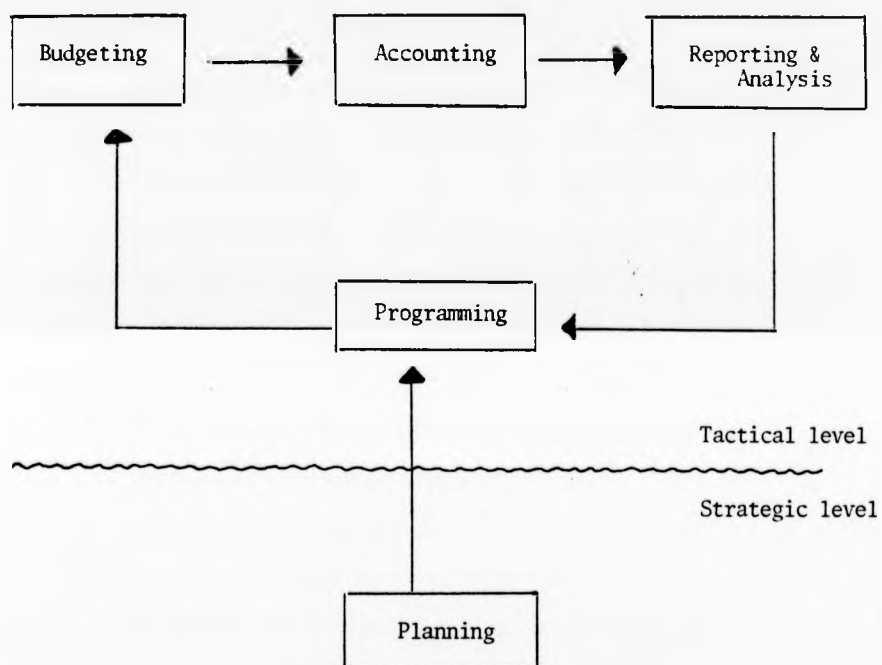 Budgeting
Accounting
Reporting &
Analysis
Programming
Tactical level
Strategic level
Planning